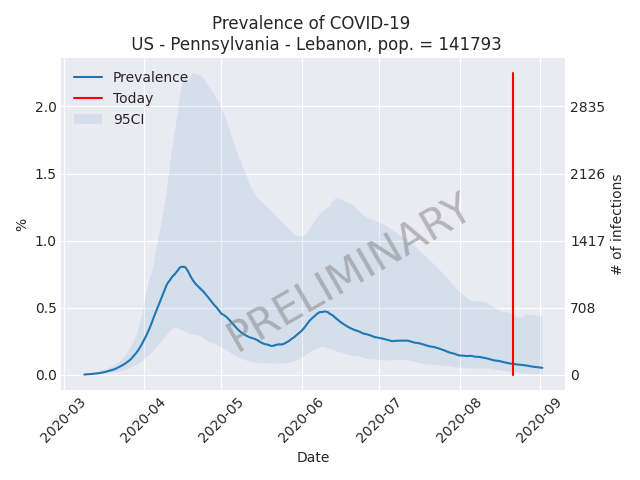 Prevalence of COVID-19
US - Pennsylvania - Lebanon, pop. = 141793
Prevalence
Today
95CI
PRELIMINARY
%
2.0
1.5
1.0
0.5
0.0
2835
2126
1417
708
0
# of infections
2020-03
2020-04
2020-05
2020-06
2020-07
2020-08
2020-09
Date